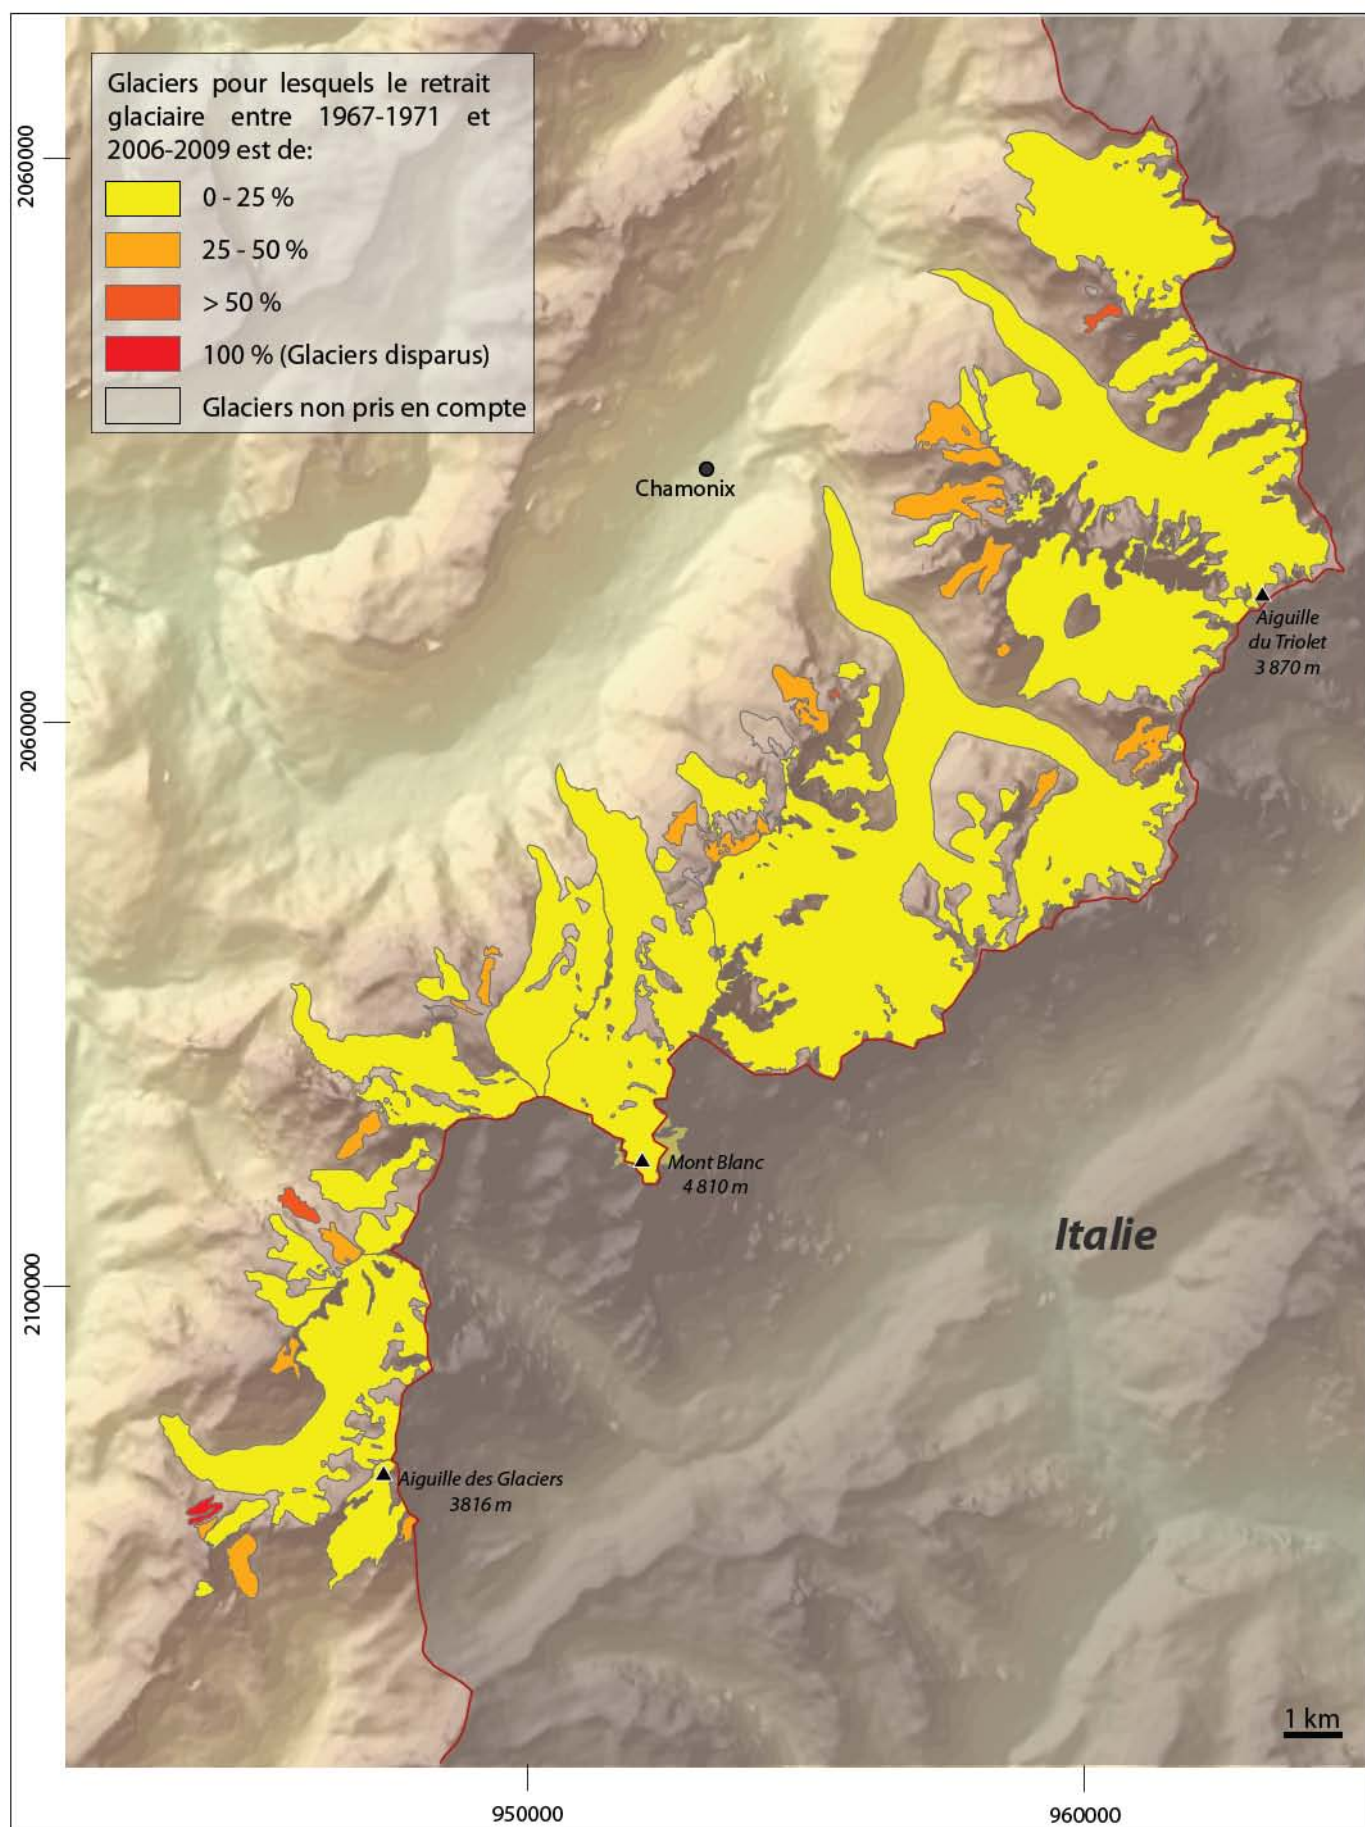 Glaciers pour lesquels le retrait
glaciaire entre 1967-1971 et
2006-2009 est de:
0 - 25 %
25 - 50 %
> 50 %
100 % (Glaciers disparus)
Glaciers non pris en compte
2060000
Chamonix
Aiguille
du Triolet
3 870 m
2060000
Mont Blanc
4 810 m
Italie
2100000
Aiguille des Glaciers
3816 m
1 km
950000
960000